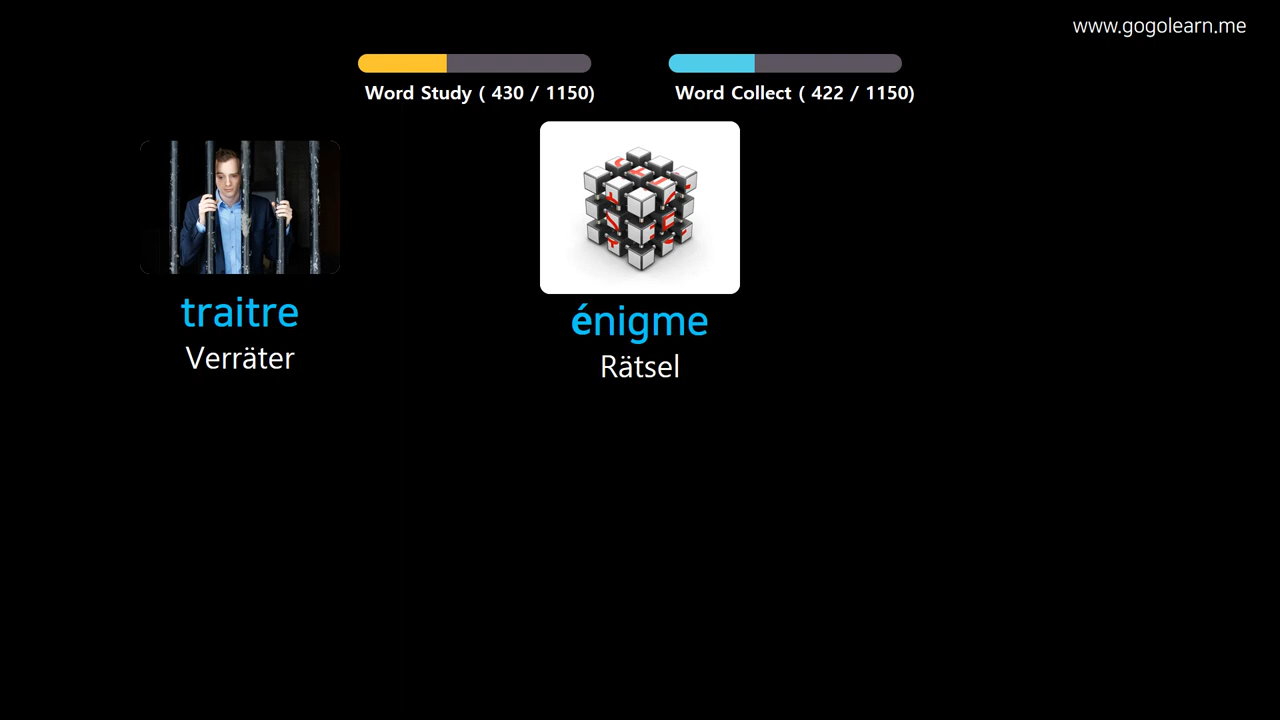 www.gogolearn.me
Word Study ( 430 / 1150)
Word Collect ( 422 / 1150)
traitre
Verräter
énigme
Rätsel